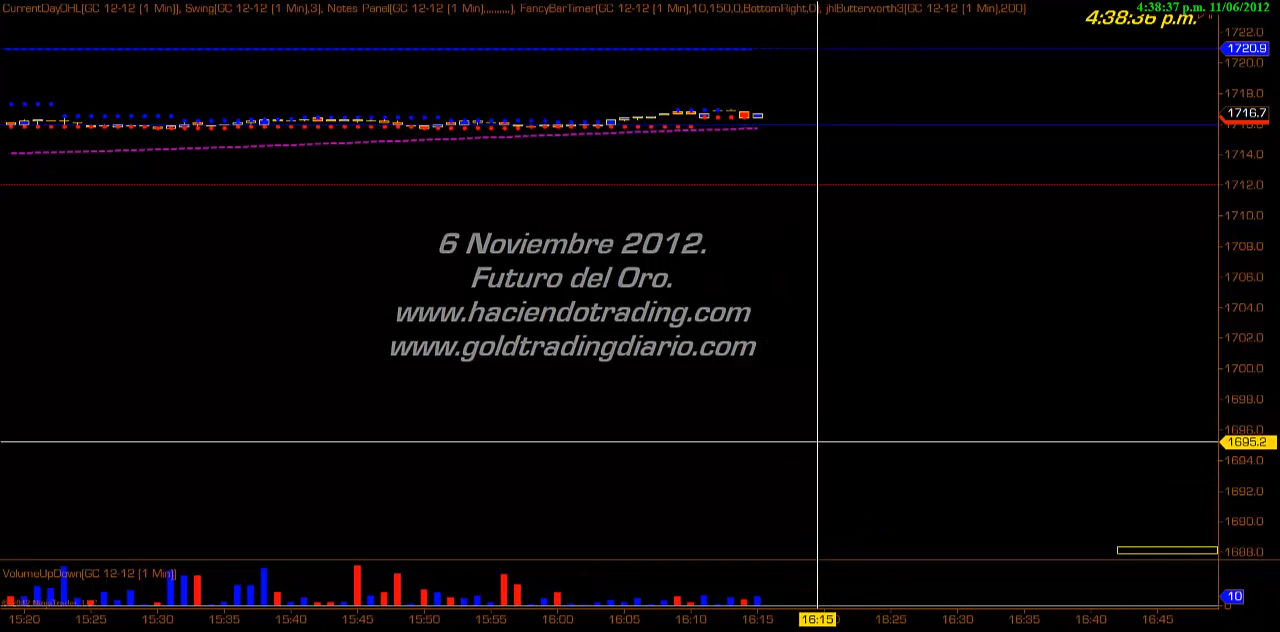 CurrentDayOHL(GC 12-12 (1 Min)), Swing(GC 12-12 (1 Min),3), Notes Panel(GC 12-12 (1 Min),,,,,,,,,,), FancyBarTimer(GC 12-12 (1 Min),10,150,0,BottomRight,0), jhlButterworth3(GC 12-12 (1 Min),200)
4:38:37 p.m. 11/06/2012
4:38:36 p.m.
1722.0
1720.9
1720.0
1718.0
1716.7
1714.0
1712.0
1710.0
1708.0
1706.0
1704.0
1702.0
1700.0
1698.0
1696.0
1695.2
1694.0
1692.0
1690.0
1688.0
6 Noviembre 2012.
Futuro del Oro.
www.haciendotrading.com
www.goldtradingdiario.com
VolumeUpDown(GC 12-12 (1 Min))
10
0
15:20 15:25 15:30 15:35 15:40 15:45 15:50 15:55 16:00 16:05 16:10 16:15 16:15 16:25 16:30 16:35 16:40 16:45